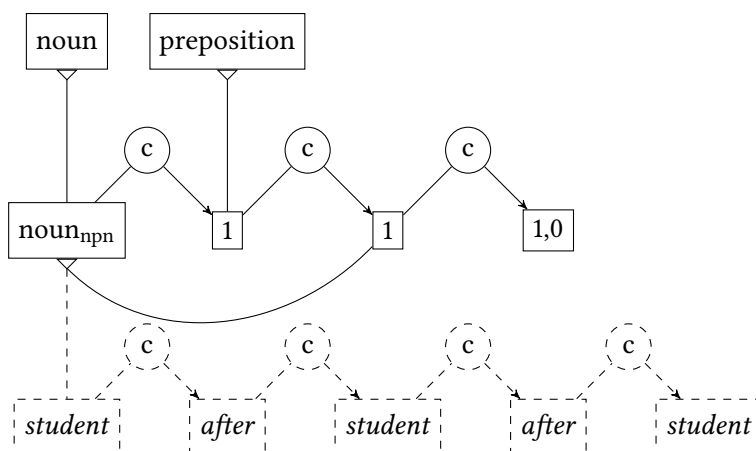 noun preposition
c c c
noun_npn 1 1 1,0
c c c c
student after student after student